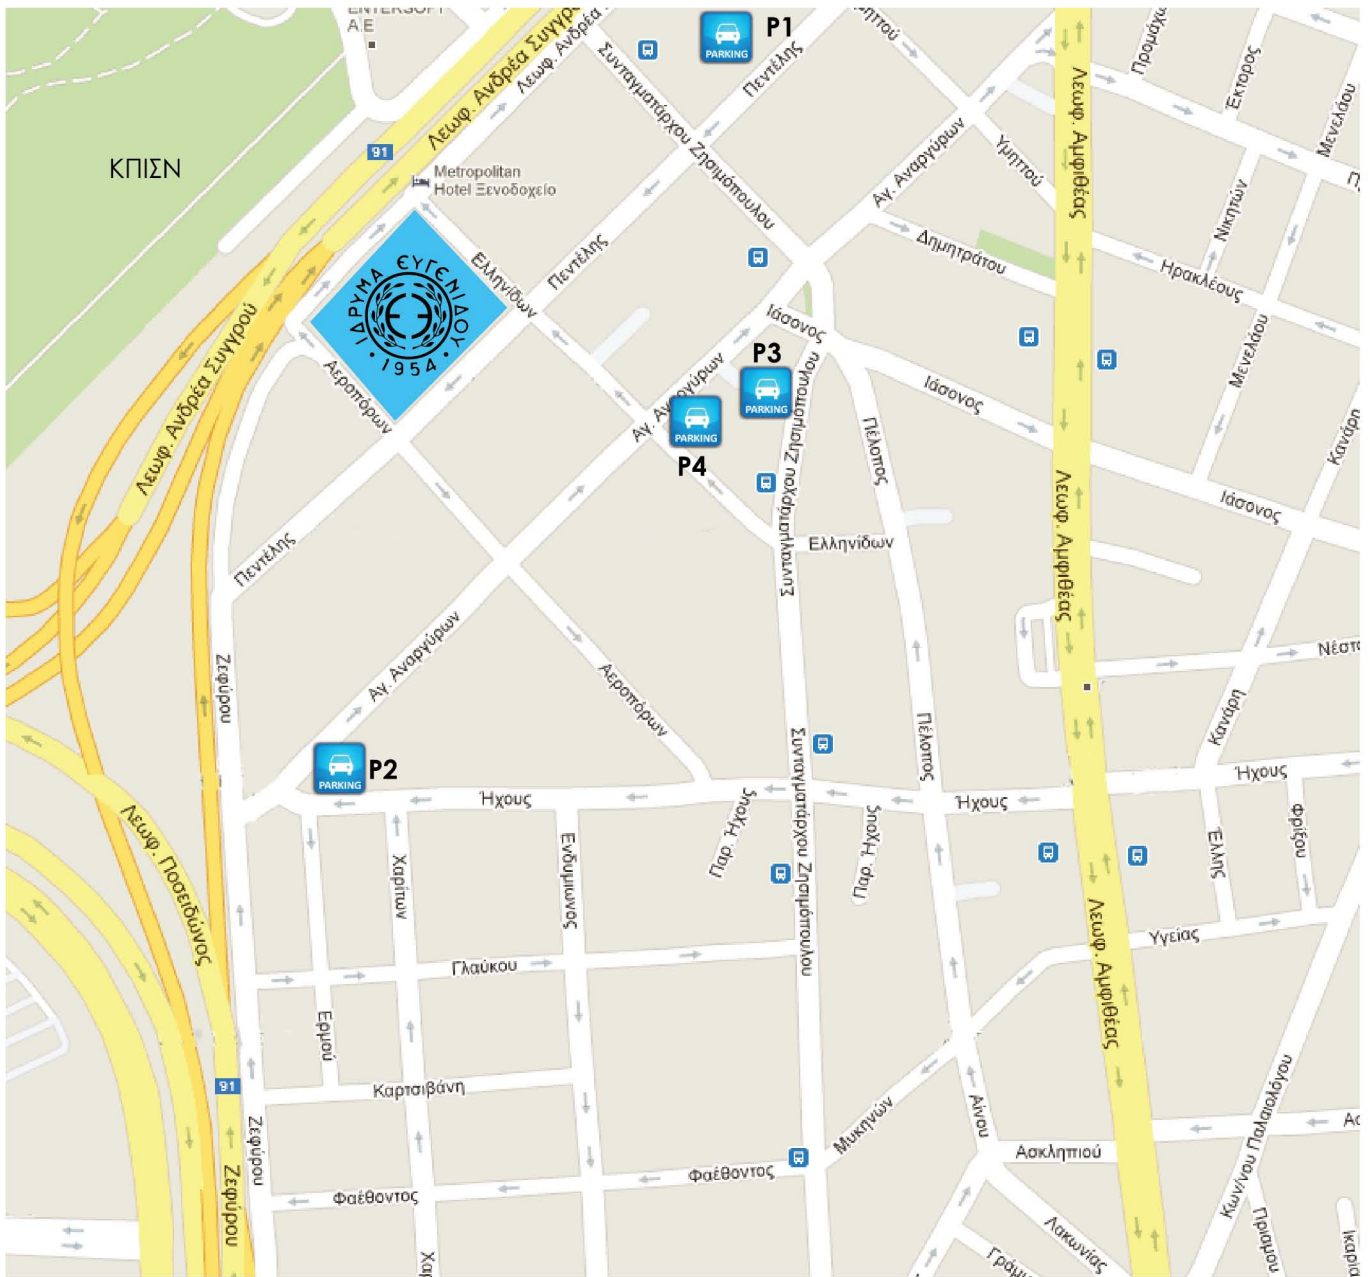 ENTERSOFT
A.E
Λεωφ. Ανδρέα Συγγρού
Λεωφ. Ανδρέα
PARKING
P1
Πεντέλης
Συνταγματάρχου Ζησιμόπουλου
Λεωφ. Αμφιθέας
Έκτορος
Μενελάου
ΚΠΙΣΝ
91
Metropolitan
Hotel Ξενοδοχείο
Αγ. Αναργύρων
Υμηττού
Νικητών
Δημητράτου
Ηρακλέους
Ελληνίδων
Πεντέλης
ΙΔΡΥΜΑ ΕΥΓΕΝΙΔΟΥ
· 1954 ·
Αεροπόρων
Λεωφ. Ανδρέα Συγγρού
Ιάσονος
P3
PARKING
Αγ. Αναργύρων
PARKING
P4
Συνταγματάρχου Ζησιμόπουλου
Πέλοπος
Ιάσονος
Μενελάου
Κανάρη
Ιάσονος
Ελληνίδων
Λεωφ. Αμφιθέας
Πεντέλης
Ζεφύρου
Αγ. Αναργύρων
Αεροπόρων
Πέλοπος
Κανάρη
Συνταγματάρχου Ζησιμόπουλου
PARKING
P2
Ήχους
Ήχους
Ήχους
Παρ. Ήχους
Παρ. Ήχους
Έλλης
Φρίξου
Λεωφ. Ποσειδώνος
Χαρίτων
Ενδυμιωνος
Γλαύκου
Υγείας
Λεωφ. Αμφιθέας
Ερμού
Καρτσιβάνη
91
Ζεφύρου
Ζεφύρου
Φαέθοντος
Φαέθοντος
Μυκηνών
Αίνου
Ασκληπιού
Κων/νου Παλαιολόγου
Λακωνίας
Πριαμου